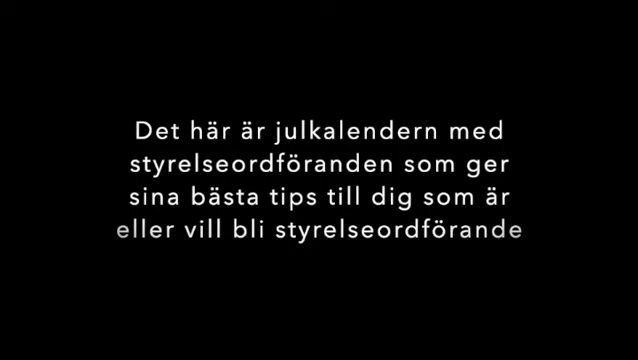 Det här är julkalendern med
styrelseordföranden som ger
sina bästa tips till dig som är
eller vill bli styrelseordförande